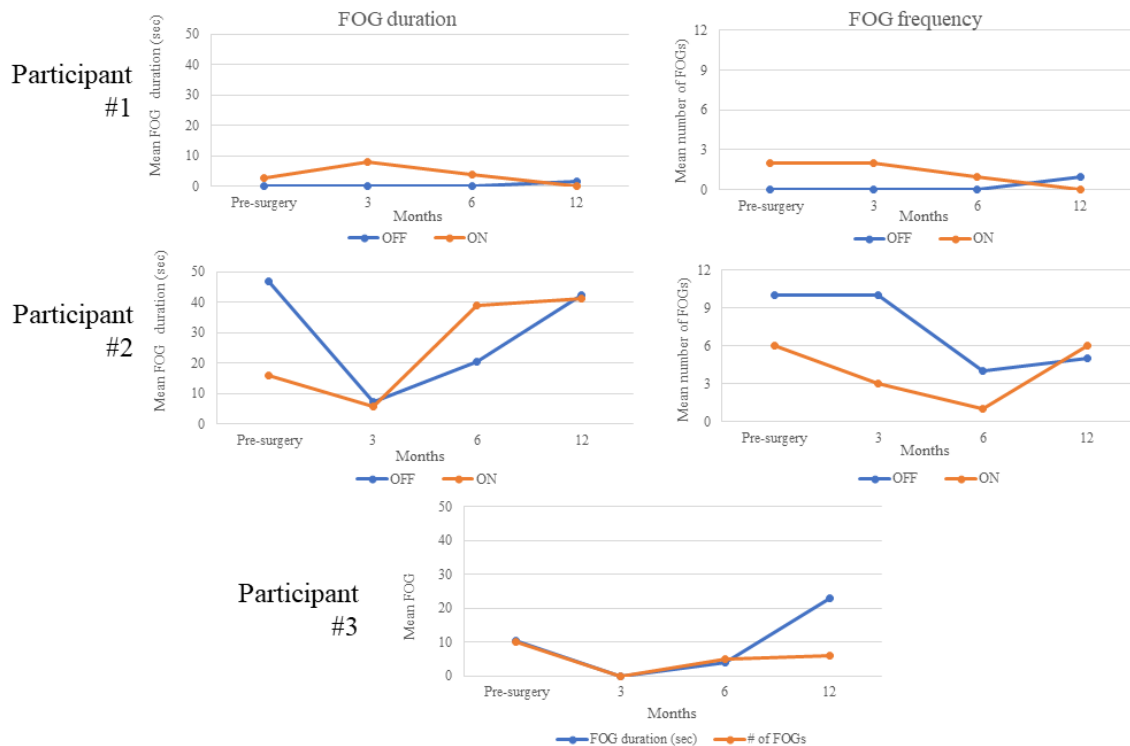 FOG duration
FOG frequency
Participant
#1
Mean FOG duration (sec)
50
40
30
20
10
0
Pre-surgery 3 6 12
Months
OFF ON
Mean number of FOGs)
12
9
6
3
0
Pre-surgery 3 6 12
Months
OFF ON
Participant
#2
Mean FOG duration (sec)
50
40
30
20
10
0
Pre-surgery 3 6 12
Months
OFF ON
Mean number of FOGs)
12
9
6
3
0
Pre-surgery 3 6 12
Months
OFF ON
Participant
#3
Mean FOG
50
40
30
20
10
0
Pre-surgery 3 6 12
Months
FOG duration (sec) # of FOGs